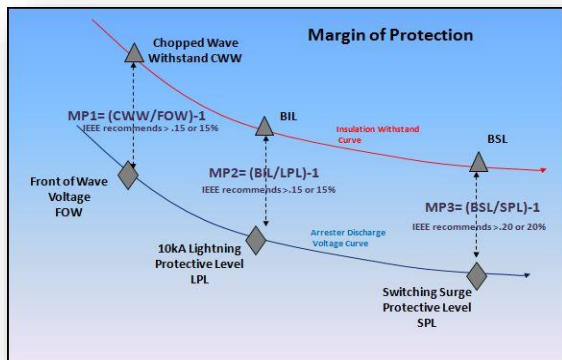 Margin of Protection
Chopped Wave
Withstand CWW
MP1= (CWW/FOW)-1
IEEE recommends > .15 or 15%
BIL
Insulation Withstand
Curve
BSL
MP2= (BIL/LPL)-1
IEEE recommends >.15 or 15%
Front of Wave
Voltage
FOW
MP3= (BSL/SPL)-1
IEEE recommends >.20 or 20%
Arrester Discharge
Voltage Curve
10kA Lightning
Protective Level
LPL
Switching Surge
Protective Level
SPL